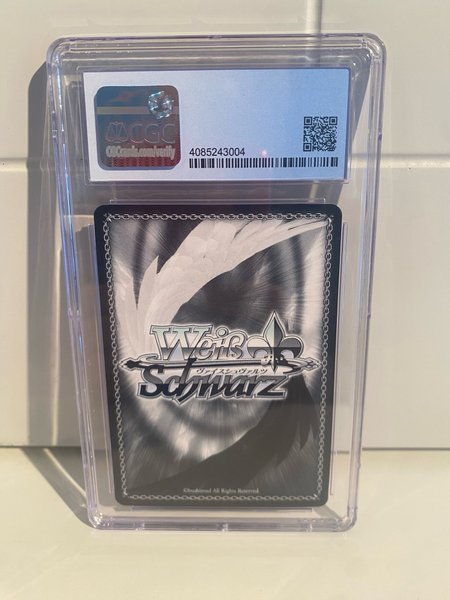 CGC
CGCcards.com/verify
4085243004
Weiß
ヴァイスシュヴァルツ
Schwarz
©bushiroad All Rights Reserved.